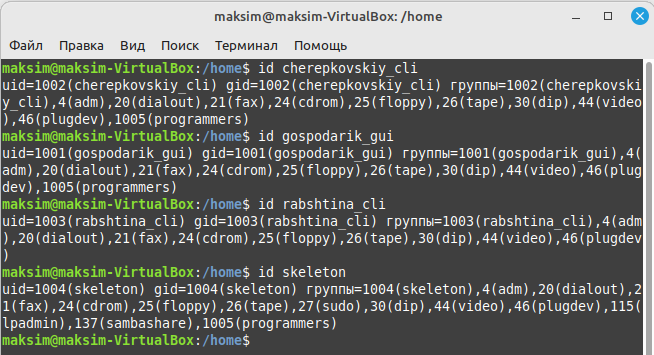 maksim@maksim-VirtualBox: /home
Файл Правка Вид Поиск Терминал Помощь
maksim@maksim-VirtualBox:/home$ id cherepkovskiy_cli
uid=1002(cherepkovskiy_cli) gid=1002(cherepkovskiy_cli) группы=1002(cherepkovski
y_cli),4(adm),20(dialout),21(fax),24(cdrom),25(floppy),26(tape),30(dip),44(video
),46(plugdev),1005(programmers)
maksim@maksim-VirtualBox:/home$ id gospodarik_gui
uid=1001(gospodarik_gui) gid=1001(gospodarik_gui) группы=1001(gospodarik_gui),4(
adm),20(dialout),21(fax),24(cdrom),25(floppy),26(tape),30(dip),44(video),46(plug
dev),1005(programmers)
maksim@maksim-VirtualBox:/home$ id rabshtina_cli
uid=1003(rabshtina_cli) gid=1003(rabshtina_cli) группы=1003(rabshtina_cli),4(adm
),20(dialout),21(fax),24(cdrom),25(floppy),26(tape),30(dip),44(video),46(plugdev
)
maksim@maksim-VirtualBox:/home$ id skeleton
uid=1004(skeleton) gid=1004(skeleton) группы=1004(skeleton),4(adm),20(dialout),2
1(fax),24(cdrom),25(floppy),26(tape),27(sudo),30(dip),44(video),46(plugdev),115(
lpadmin),137(sambashare),1005(programmers)
maksim@maksim-VirtualBox:/home$